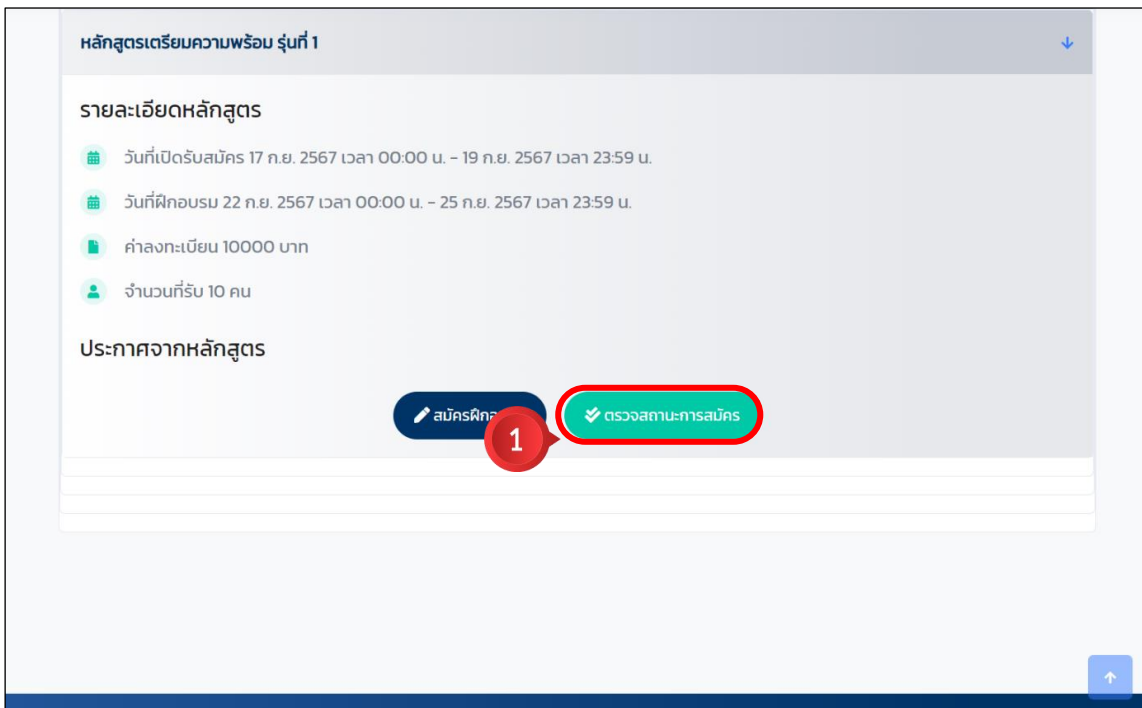 หลักสูตรเตรียมความพร้อม รุ่นที่ 1
รายละเอียดหลักสูตร
วันที่เปิดรับสมัคร 17 ก.ย. 2567 เวลา 00:00 น. - 19 ก.ย. 2567 เวลา 23:59 น.
วันที่ฝึกอบรม 22 ก.ย. 2567 เวลา 00:00 น. - 25 ก.ย. 2567 เวลา 23:59 น.
ค่าลงทะเบียน 10000 บาท
จำนวนที่รับ 10 คน
ประกาศจากหลักสูตร
สมัครฝึก ตรวจสถานะการสมัคร
1